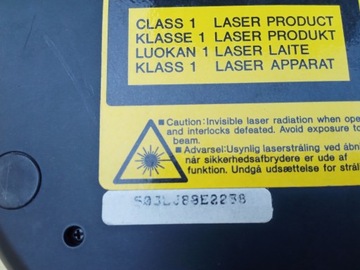 CLASS 1 LASER PRODUCT
KLASSE 1 LASER PRODUKT
LUOKAN 1 LASER LAITE
KLASS 1 LASER APPARAT
■ Caution: Invisible laser radiation when ope
and interlocks defeated. Avoid exposure to
beam.
■ Advarsel: Usynlig laserstråling ved åbni
når sikkerhedsafbrydere er ude af
funktion. Undgå udsættelse for strål